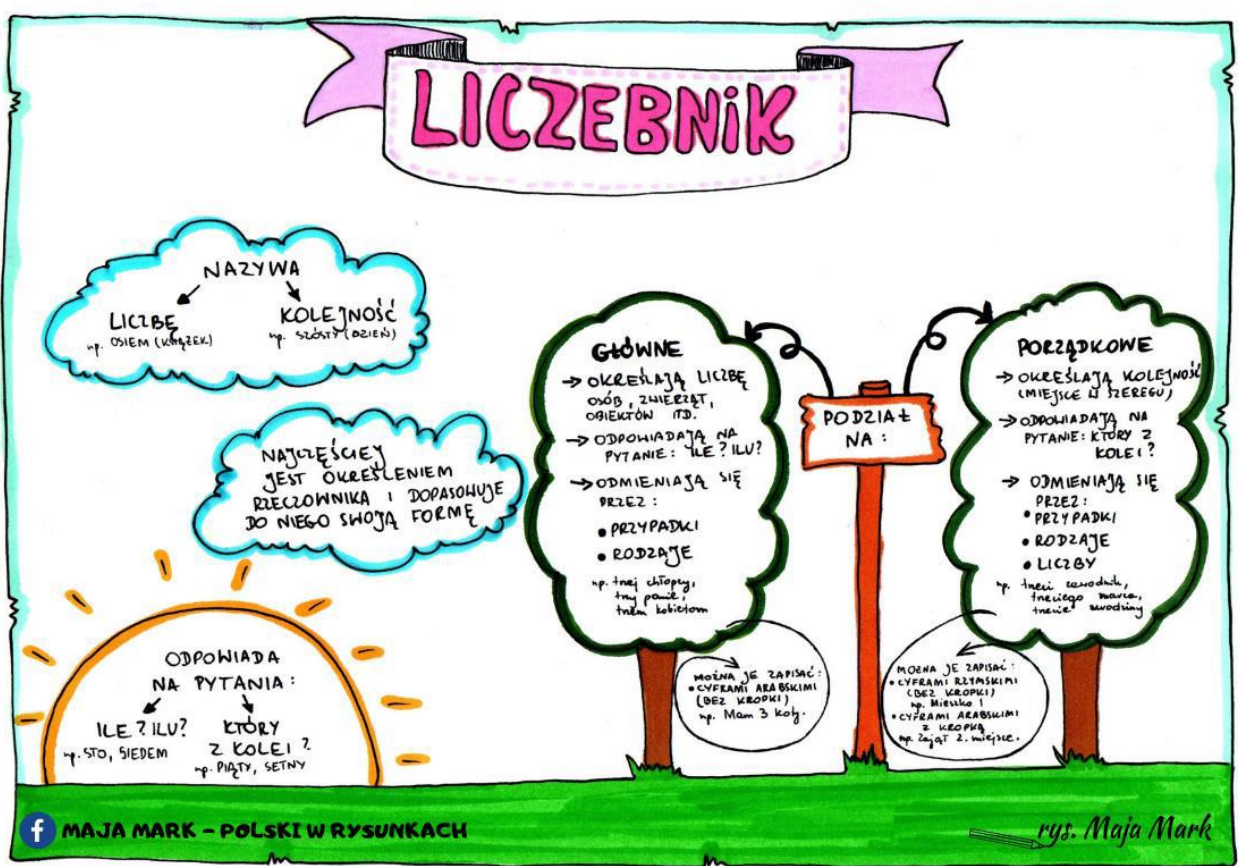 LICZEBNIK
NAZYWA
LICZBĘ
np. OSIEM (KSIĄŻEK)
KOLEJNOŚĆ
np. SZÓSTY (DZIEŃ)
NAJCZĘŚCIEJ
JEST OKREŚLENIEM
RZECZOWNIKA I DOPASOWUJE
DO NIEGO SWOJĄ FORMĘ
ODPOWIADA
NA PYTANIA:
ILE? ILU?
np. STO, SIEDEM
KTÓRY
Z KOLEI?
np. PIĄTY, SETNY
PODZIAŁ
NA:
GŁÓWNE
→ OKREŚLAJĄ LICZBĘ
OSÓB, ZWIERZĄT,
OBIEKTÓW ITD.
→ ODPOWIADAJĄ NA
PYTANIE: ILE? ILU?
→ ODMIENIAJĄ SIĘ
PRZEZ:
• PRZYPADKI
• RODZAJE
np. trzej chłopcy,
trzy panie,
trzem kobietom
MOŻNA JE ZAPISAĆ:
• CYFRAMI ARABSKIMI
(BEZ KROPKI)
np. Mam 3 koty.
PORZĄDKOWE
→ OKREŚLAJĄ KOLEJNOŚĆ
(MIEJSCE W SZEREGU)
→ ODPOWIADAJĄ NA
PYTANIE: KTÓRY Z
KOLEI?
→ ODMIENIAJĄ SIĘ
PRZEZ:
• PRZYPADKI
• RODZAJE
• LICZBY
np. trzeci zawodnik,
trzeciego marca,
trzecie urodziny
MOŻNA JE ZAPISAĆ:
• CYFRAMI RZYMSKIMI
(BEZ KROPKI)
np. Mieszko I
• CYFRAMI ARABSKIMI
Z KROPKĄ
np. Zajął 2. miejsce.
f MAJA MARK – POLSKI W RYSUNKACH
rys. Maja Mark